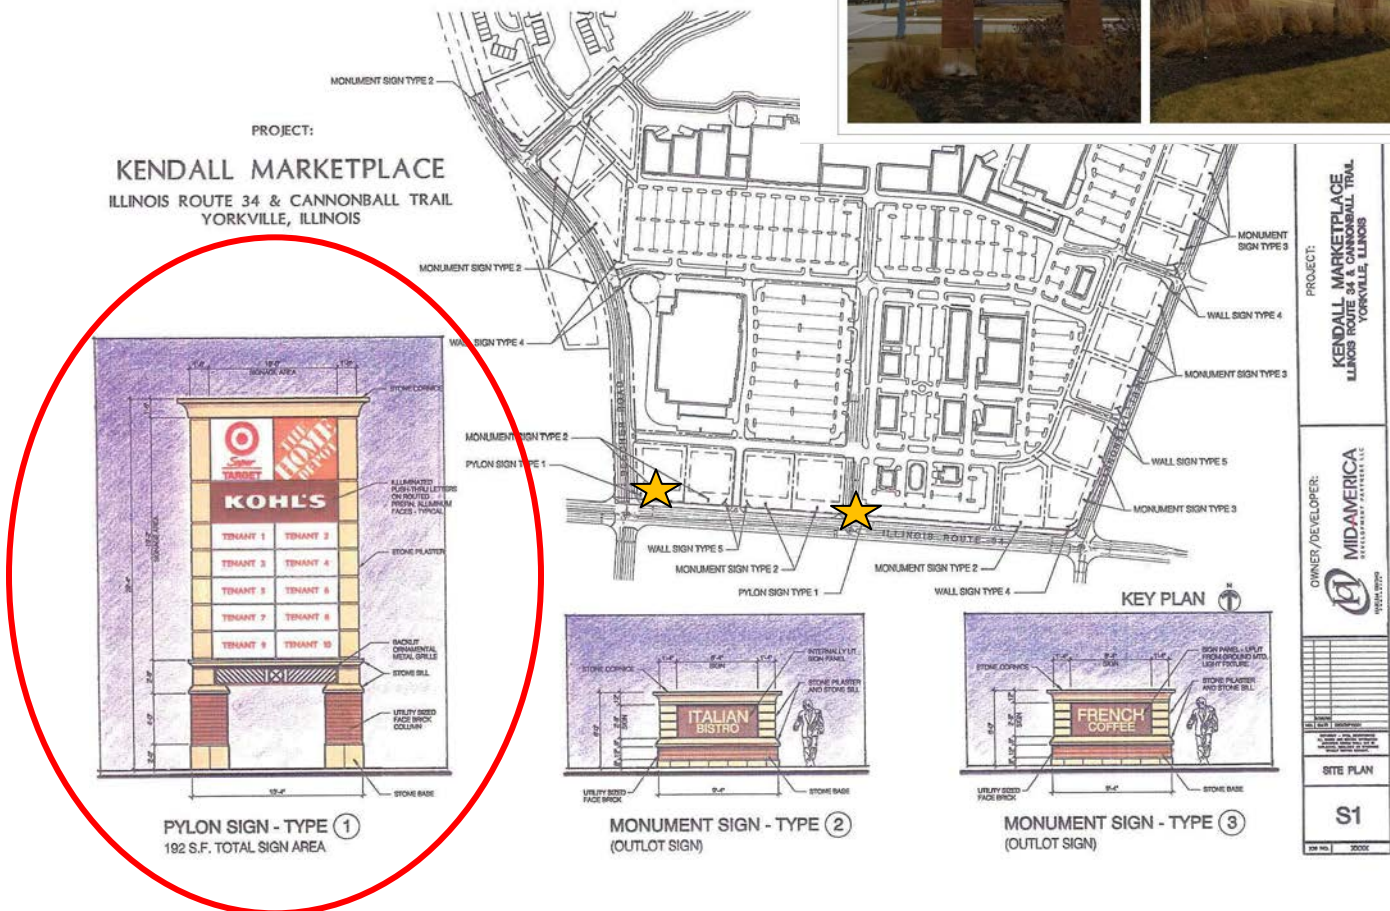 PROJECT:
KENDALL MARKETPLACE
ILLINOIS ROUTE 34 & CANNONBALL TRAIL
YORKVILLE, ILLINOIS
MONUMENT SIGN TYPE 2
MONUMENT SIGN TYPE 2
WALL SIGN TYPE 4
MONUMENT SIGN TYPE 2
PYLON SIGN TYPE 1
WALL SIGN TYPE 5
MONUMENT SIGN TYPE 2
PYLON SIGN TYPE 1
MONUMENT SIGN TYPE 2
WALL SIGN TYPE 4
MONUMENT
SIGN TYPE 3
WALL SIGN TYPE 4
MONUMENT SIGN TYPE 3
WALL SIGN TYPE 5
MONUMENT SIGN TYPE 3
ILLINOIS ROUTE 34
KEY PLAN
N
SIGNAGE AREA
STONE CORNICE
Super
TARGET
THE
HOME
DEPOT
KOHL'S
TENANT 1 TENANT 2
TENANT 3 TENANT 4
TENANT 5 TENANT 6
TENANT 7 TENANT 8
TENANT 9 TENANT 10
ILLUMINATED
PUSH-THRU LETTERS
ON ROUTED
PREFIN. ALUMINUM
FACES - TYPICAL
STONE PILASTER
BACKLIT
ORNAMENTAL
METAL GRILLE
STONE SILL
UTILITY SIZED
FACE BRICK
COLUMN
STONE BASE
PYLON SIGN - TYPE 1
192 S.F. TOTAL SIGN AREA
STONE CORNICE
SIGN
INTERNALLY LIT
SIGN PANEL
STONE PILASTER
AND STONE SILL
ITALIAN
BISTRO
UTILITY SIZED
FACE BRICK
STONE BASE
MONUMENT SIGN - TYPE 2
(OUTLOT SIGN)
STONE CORNICE
SIGN
SIGN PANEL - UPLIT
FROM GROUND MTD.
LIGHT FIXTURE
STONE PILASTER
AND STONE SILL
FRENCH
COFFEE
UTILITY SIZED
FACE BRICK
STONE BASE
MONUMENT SIGN - TYPE 3
(OUTLOT SIGN)
PROJECT:
KENDALL MARKETPLACE
ILLINOIS ROUTE 34 & CANNONBALL TRAIL
YORKVILLE, ILLINOIS
OWNER/DEVELOPER:
MIDAMERICA
DEVELOPMENT PARTNERS LLC
SITE PLAN
S1